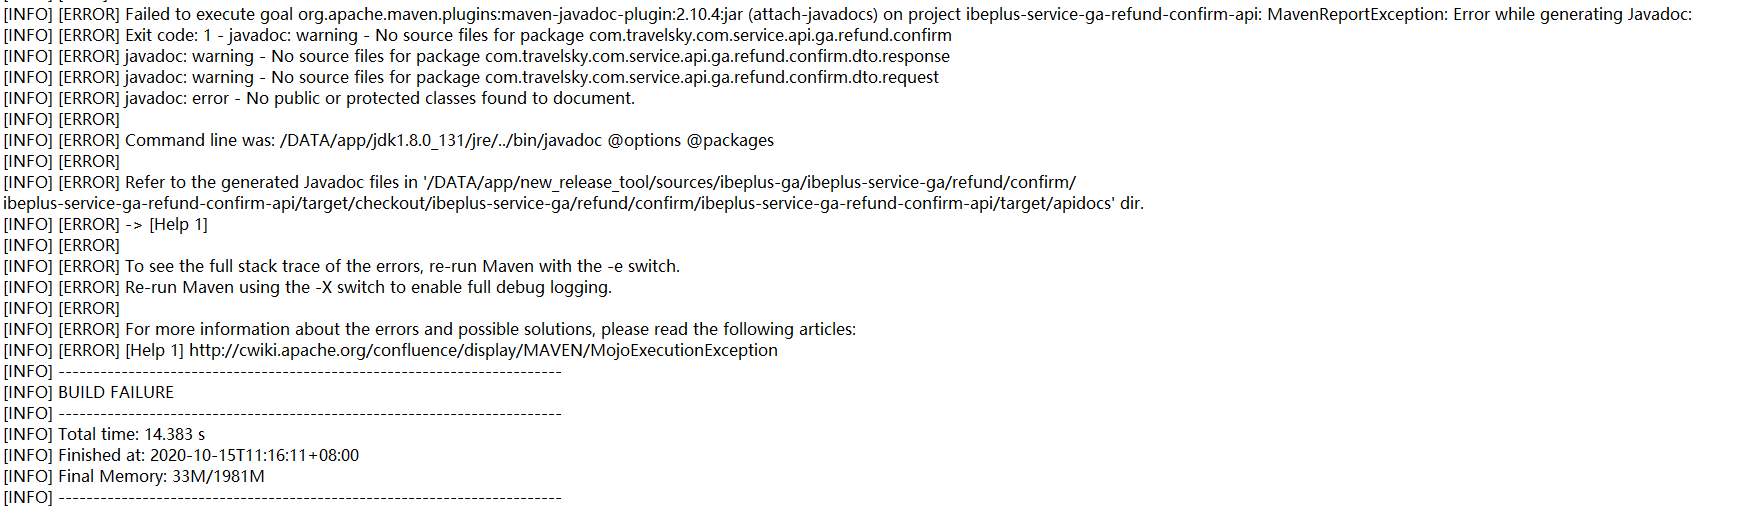 [INFO] [ERROR] Failed to execute goal org.apache.maven.plugins:maven-javadoc-plugin:2.10.4:jar (attach-javadocs) on project ibeplus-service-ga-refund-confirm-api: MavenReportException: Error while generating Javadoc:
[INFO] [ERROR] Exit code: 1 - javadoc: warning - No source files for package com.travelsky.com.service.api.ga.refund.confirm
[INFO] [ERROR] javadoc: warning - No source files for package com.travelsky.com.service.api.ga.refund.confirm.dto.response
[INFO] [ERROR] javadoc: warning - No source files for package com.travelsky.com.service.api.ga.refund.confirm.dto.request
[INFO] [ERROR] javadoc: error - No public or protected classes found to document.
[INFO] [ERROR]
[INFO] [ERROR] Command line was: /DATA/app/jdk1.8.0_131/jre/../bin/javadoc @options @packages
[INFO] [ERROR]
[INFO] [ERROR] Refer to the generated Javadoc files in '/DATA/app/new_release_tool/sources/ibeplus-ga/ibeplus-service-ga/refund/confirm/
ibeplus-service-ga-refund-confirm-api/target/checkout/ibeplus-service-ga/refund/confirm/ibeplus-service-ga-refund-confirm-api/target/apidocs' dir.
[INFO] [ERROR] -> [Help 1]
[INFO] [ERROR]
[INFO] [ERROR] To see the full stack trace of the errors, re-run Maven with the -e switch.
[INFO] [ERROR] Re-run Maven using the -X switch to enable full debug logging.
[INFO] [ERROR]
[INFO] [ERROR] For more information about the errors and possible solutions, please read the following articles:
[INFO] [ERROR] [Help 1] http://cwiki.apache.org/confluence/display/MAVEN/MojoExecutionException
[INFO] ------------------------------------------------------------------------
[INFO] BUILD FAILURE
[INFO] ------------------------------------------------------------------------
[INFO] Total time: 14.383 s
[INFO] Finished at: 2020-10-15T11:16:11+08:00
[INFO] Final Memory: 33M/1981M
[INFO] ------------------------------------------------------------------------